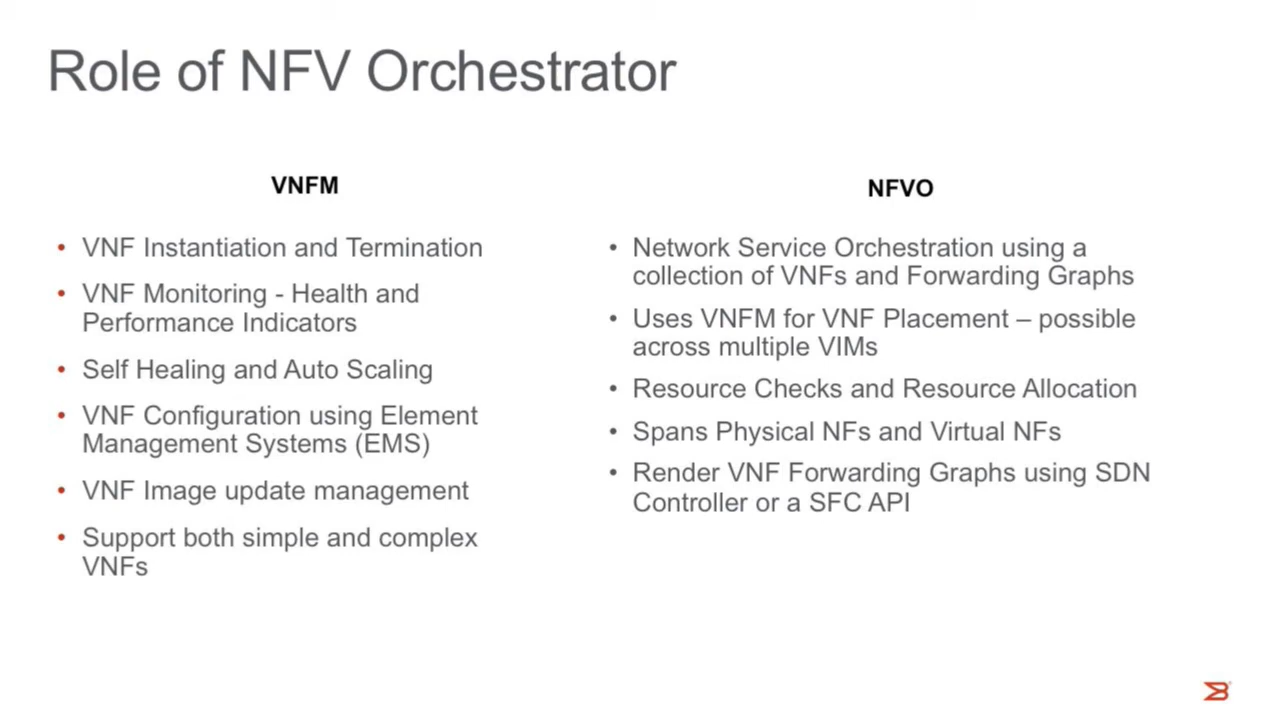 Role of NFV Orchestrator
VNFM
• VNF Instantiation and Termination
• VNF Monitoring - Health and
Performance Indicators
• Self Healing and Auto Scaling
• VNF Configuration using Element
Management Systems (EMS)
• VNF Image update management
• Support both simple and complex
VNFs
NFVO
• Network Service Orchestration using a
collection of VNFs and Forwarding Graphs
• Uses VNFM for VNF Placement – possible
across multiple VIMs
• Resource Checks and Resource Allocation
• Spans Physical NFs and Virtual NFs
• Render VNF Forwarding Graphs using SDN
Controller or a SFC API